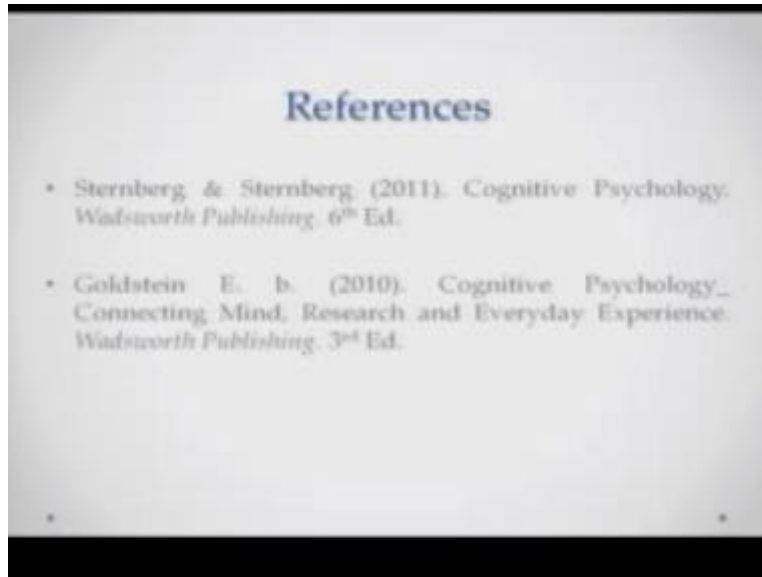 References
• Sternberg & Sternberg (2011). Cognitive Psychology.
Wadsworth Publishing. 6th Ed.
• Goldstein E. b. (2010). Cognitive Psychology_
Connecting Mind, Research and Everyday Experience.
Wadsworth Publishing. 3rd Ed.